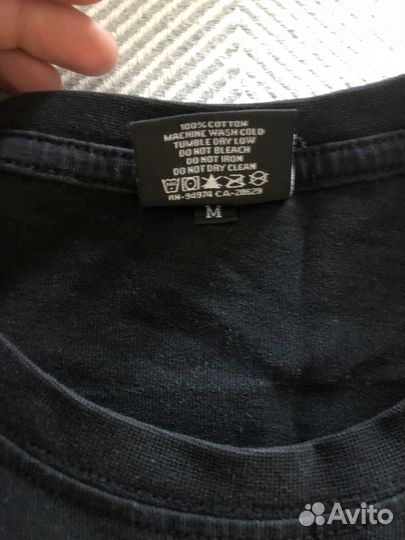 100% COTTON
MACHINE WASH COLD
TUMBLE DRY LOW
DO NOT BLEACH
DO NOT IRON
DO NOT DRY CLEAN
RN-94974 CA-28629
M
Avito